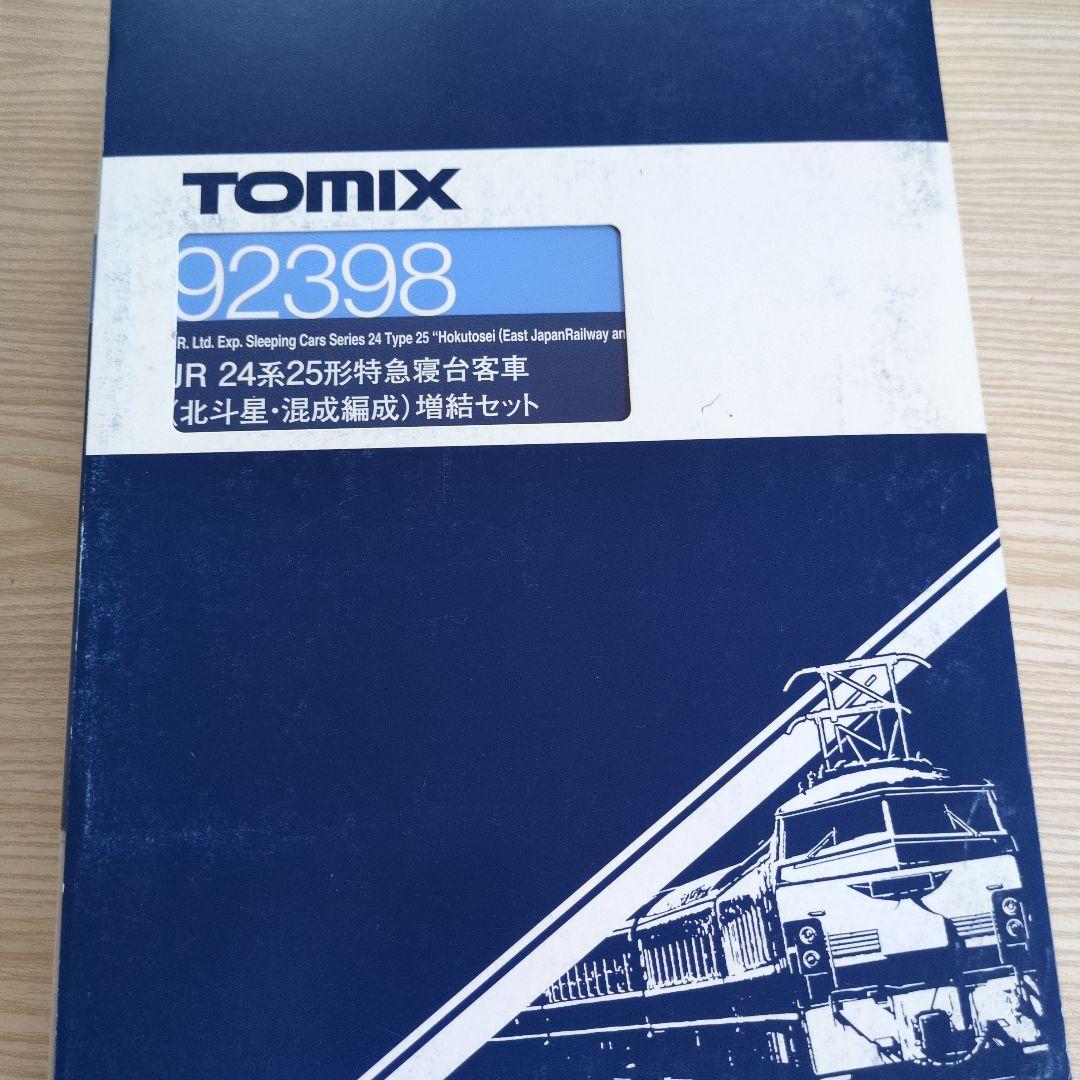 TOMIX
92398
R. Ltd. Exp. Sleeping Cars Series 24 Type 25 "Hokutosei (East JapanRailway an
JR 24系25形特急寝台客車
(北斗星・混成編成)増結セット